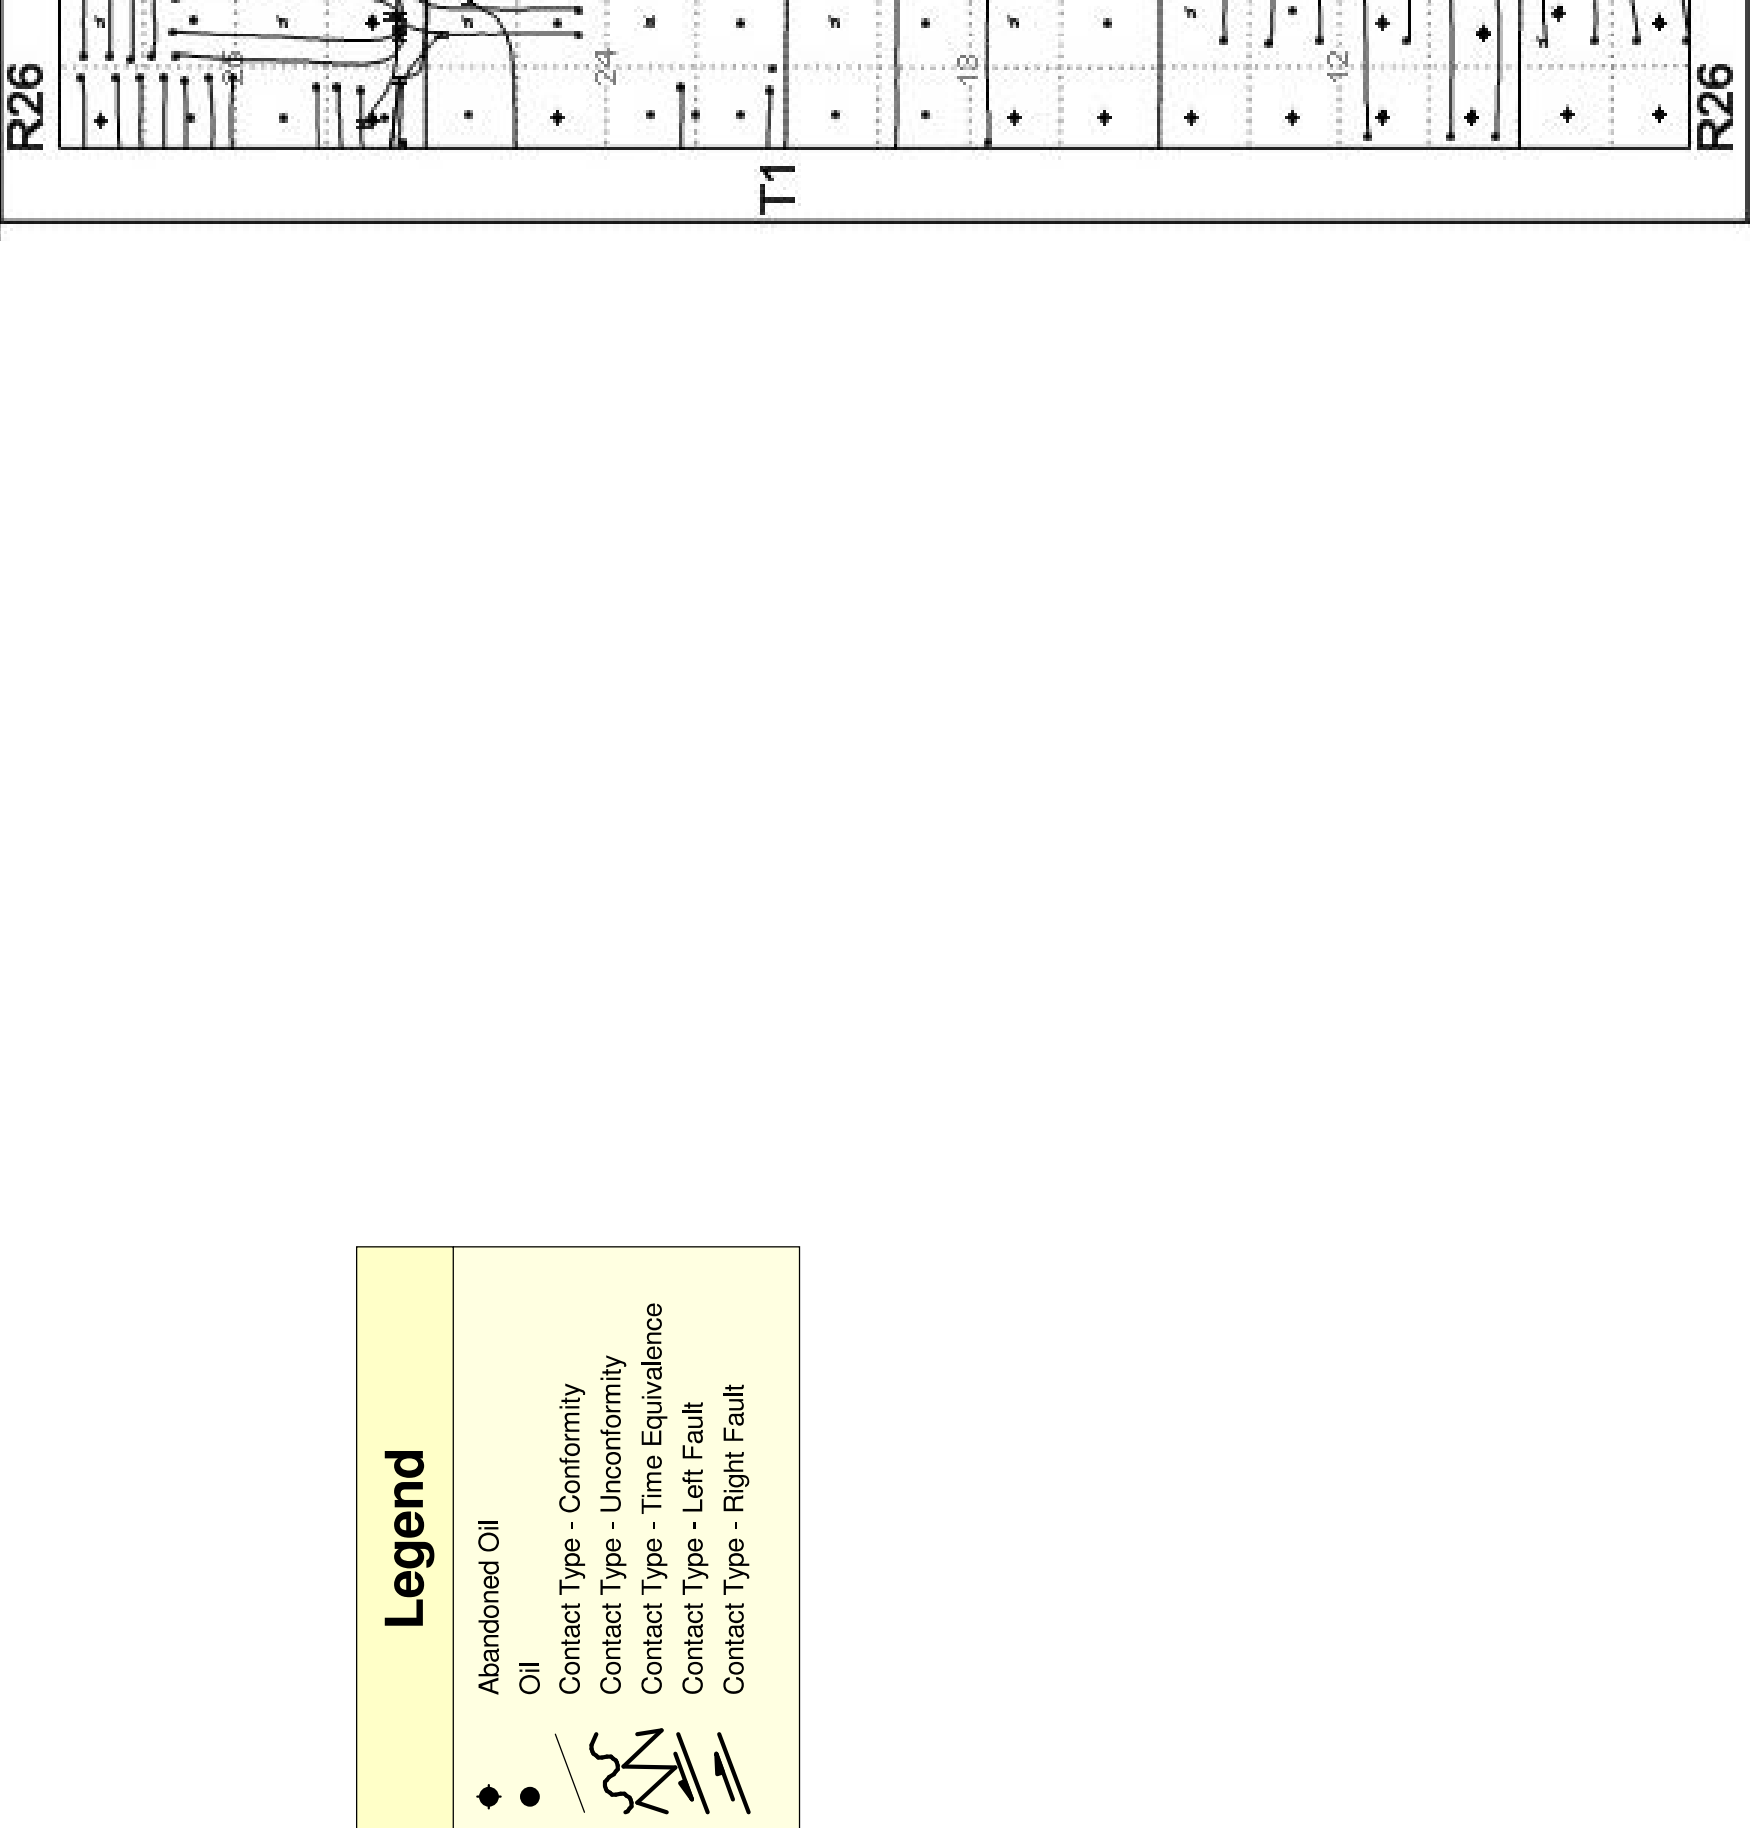 R26
26
24
18
12
R26
T1
Legend
Abandoned Oil
Oil
Contact Type - Conformity
Contact Type - Unconformity
Contact Type - Time Equivalence
Contact Type - Left Fault
Contact Type - Right Fault